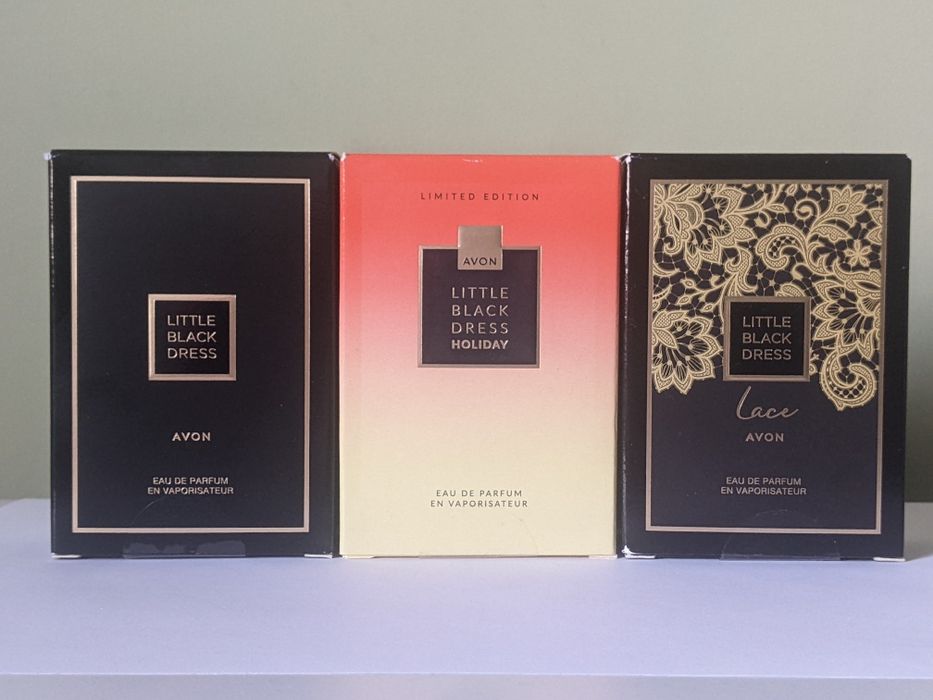 LITTLE
BLACK
DRESS
AVON
EAU DE PARFUM
EN VAPORISATEUR
LIMITED EDITION
AVON
LITTLE
BLACK
DRESS
HOLIDAY
EAU DE PARFUM
EN VAPORISATEUR
LITTLE
BLACK
DRESS
Lace
AVON
EAU DE PARFUM
EN VAPORISATEUR